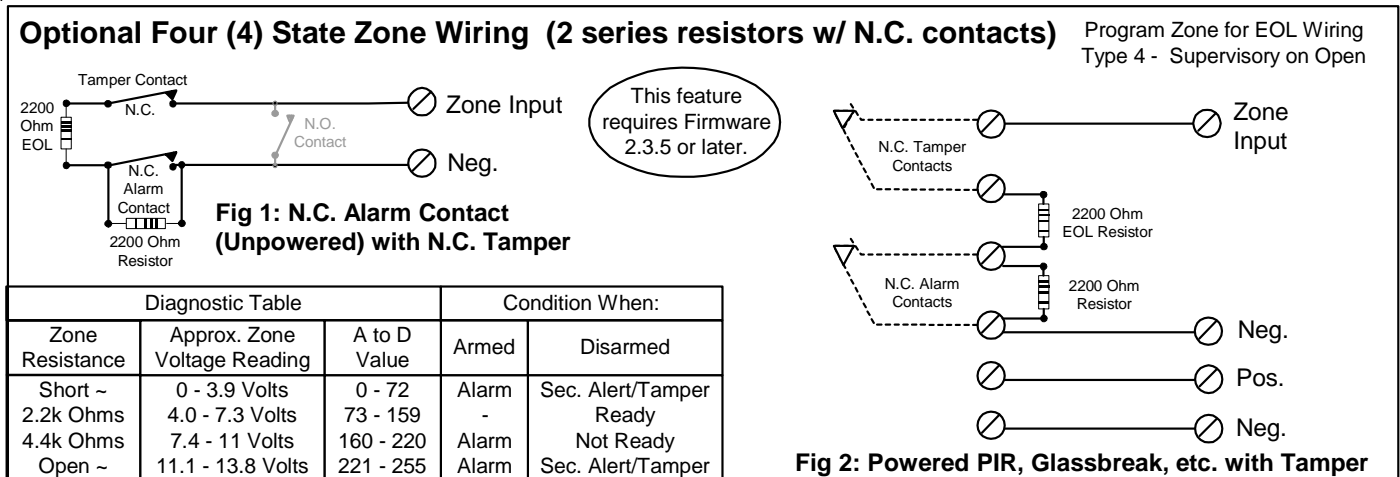 Optional Four (4) State Zone Wiring (2 series resistors w/ N.C. contacts)
Program Zone for EOL Wiring
Type 4 - Supervisory on Open
Tamper Contact
2200
Ohm
EOL
N.C.
N.O.
Contact
Zone Input
Neg.
N.C.
Alarm
Contact
2200 Ohm
Resistor
Fig 1: N.C. Alarm Contact
(Unpowered) with N.C. Tamper
This feature
requires Firmware
2.3.5 or later.
N.C. Tamper
Contacts
Zone
Input
2200 Ohm
EOL Resistor
N.C. Alarm
Contacts
2200 Ohm
Resistor
Neg.
Pos.
Neg.
Fig 2: Powered PIR, Glassbreak, etc. with Tamper
Diagnostic Table Condition When:
Zone Resistance Approx. Zone Voltage Reading A to D Value Armed Disarmed
Short ~ 0 - 3.9 Volts 0 - 72 Alarm Sec. Alert/Tamper
2.2k Ohms 4.0 - 7.3 Volts 73 - 159 - Ready
4.4k Ohms 7.4 - 11 Volts 160 - 220 Alarm Not Ready
Open ~ 11.1 - 13.8 Volts 221 - 255 Alarm Sec. Alert/Tamper